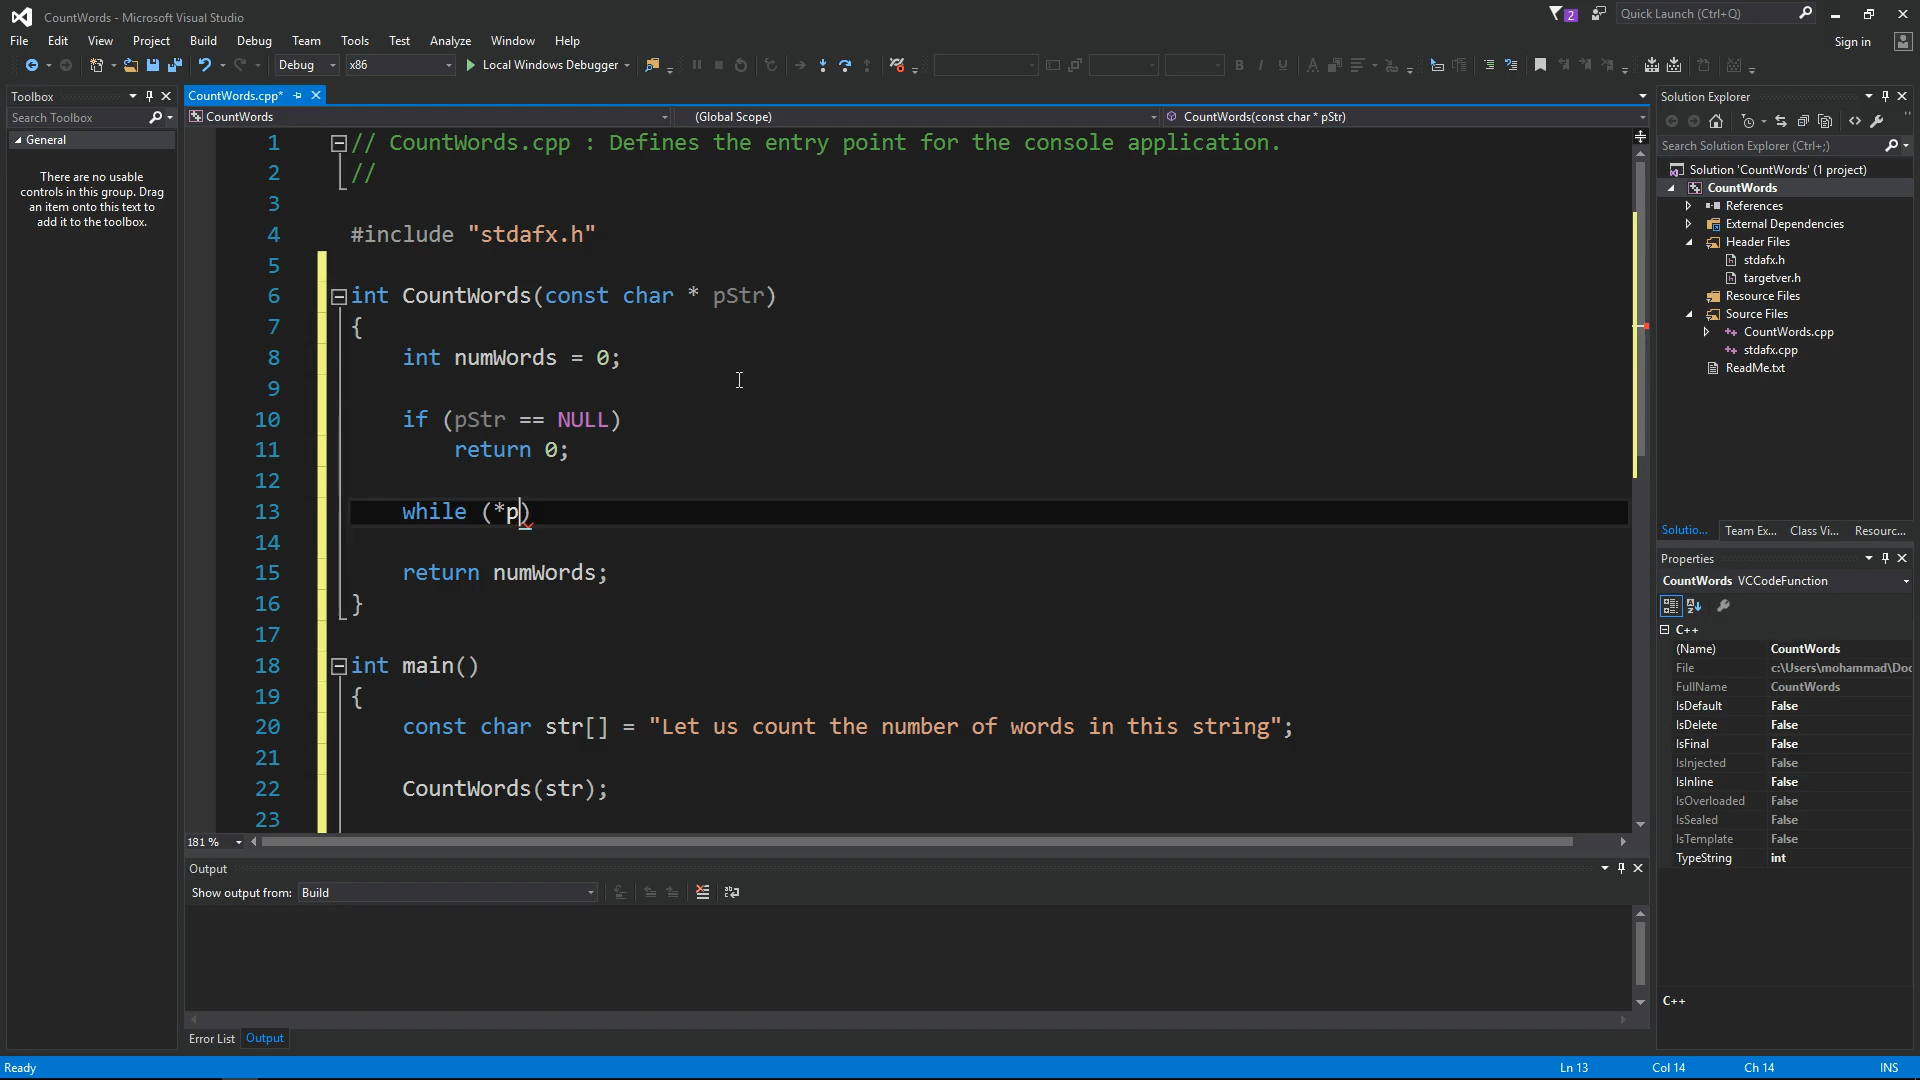 CountWords - Microsoft Visual Studio
2
Quick Launch (Ctrl+Q)
File Edit View Project Build Debug Team Tools Test Analyze Window Help
Sign in
Debug x86 Local Windows Debugger
Toolbox
Search Toolbox
General
There are no usable
controls in this group. Drag
an item onto this text to
add it to the toolbox.
CountWords.cpp*
CountWords (Global Scope) CountWords(const char * pStr)
1 // CountWords.cpp : Defines the entry point for the console application.
2 //
3
4 #include "stdafx.h"
5
6 int CountWords(const char * pStr)
7 {
8 int numWords = 0;
9
10 if (pStr == NULL)
11 return 0;
12
13 while (*p)
14
15 return numWords;
16 }
17
18 int main()
19 {
20 const char str[] = "Let us count the number of words in this string";
21
22 CountWords(str);
23
181 %
Output
Show output from: Build
Error List Output
Solution Explorer
Search Solution Explorer (Ctrl+;)
Solution 'CountWords' (1 project)
CountWords
References
External Dependencies
Header Files
stdafx.h
targetver.h
Resource Files
Source Files
CountWords.cpp
stdafx.cpp
ReadMe.txt
Solutio... Team Ex... Class Vi... Resourc...
Properties
CountWords VCCodeFunction
C++
(Name) CountWords
File c:\Users\mohammad\Doc
FullName CountWords
IsDefault False
IsDelete False
IsFinal False
IsInjected False
IsInline False
IsOverloaded False
IsSealed False
IsTemplate False
TypeString int
C++
Ready Ln 13 Col 14 Ch 14 INS